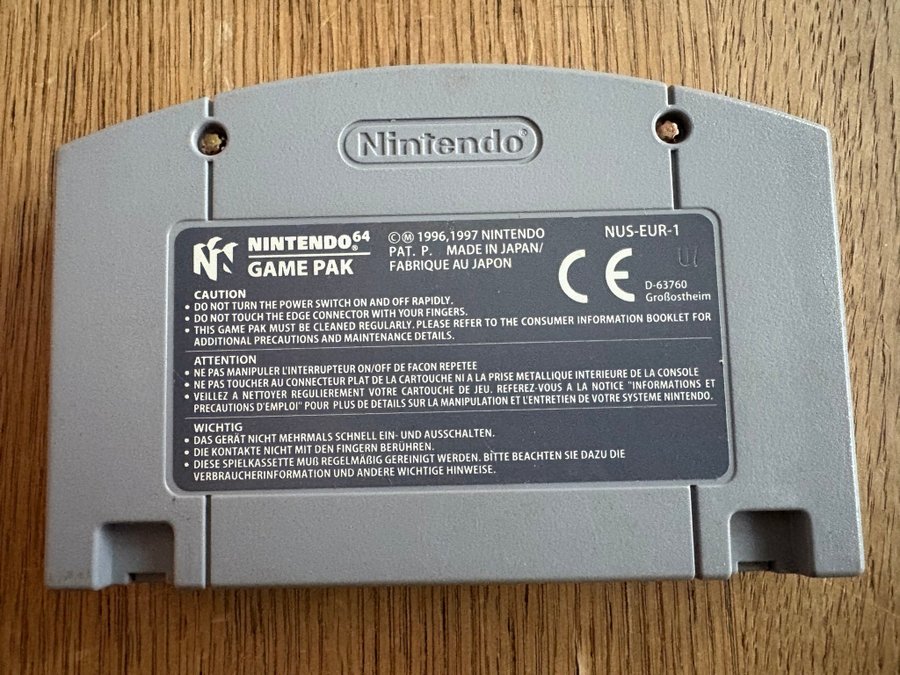 Nintendo®
NINTENDO⁶⁴®
GAME PAK
©Ⓜ 1996,1997 NINTENDO
PAT. P. MADE IN JAPAN/
FABRIQUE AU JAPON
NUS-EUR-1
CE
07
D-63760
Großostheim
CAUTION
• DO NOT TURN THE POWER SWITCH ON AND OFF RAPIDLY.
• DO NOT TOUCH THE EDGE CONNECTOR WITH YOUR FINGERS.
• THIS GAME PAK MUST BE CLEANED REGULARLY. PLEASE REFER TO THE CONSUMER INFORMATION BOOKLET FOR
ADDITIONAL PRECAUTIONS AND MAINTENANCE DETAILS.
ATTENTION
• NE PAS MANIPULER L'INTERRUPTEUR ON/OFF DE FACON REPETEE
• NE PAS TOUCHER AU CONNECTEUR PLAT DE LA CARTOUCHE NI A LA PRISE METALLIQUE INTERIEURE DE LA CONSOLE
• VEILLEZ A NETTOYER REGULIEREMENT VOTRE CARTOUCHE DE JEU. REFEREZ-VOUS A LA NOTICE "INFORMATIONS ET
PRECAUTIONS D'EMPLOI" POUR PLUS DE DETAILS SUR LA MANIPULATION ET L'ENTRETIEN DE VOTRE SYSTEME NINTENDO.
WICHTIG
• DAS GERÄT NICHT MEHRMALS SCHNELL EIN- UND AUSSCHALTEN.
• DIE KONTAKTE NICHT MIT DEN FINGERN BERÜHREN.
• DIESE SPIELKASSETTE MUß REGELMÄßIG GEREINIGT WERDEN. BITTE BEACHTEN SIE DAZU DIE
VERBRAUCHERINFORMATION UND ANDERE WICHTIGE HINWEISE.